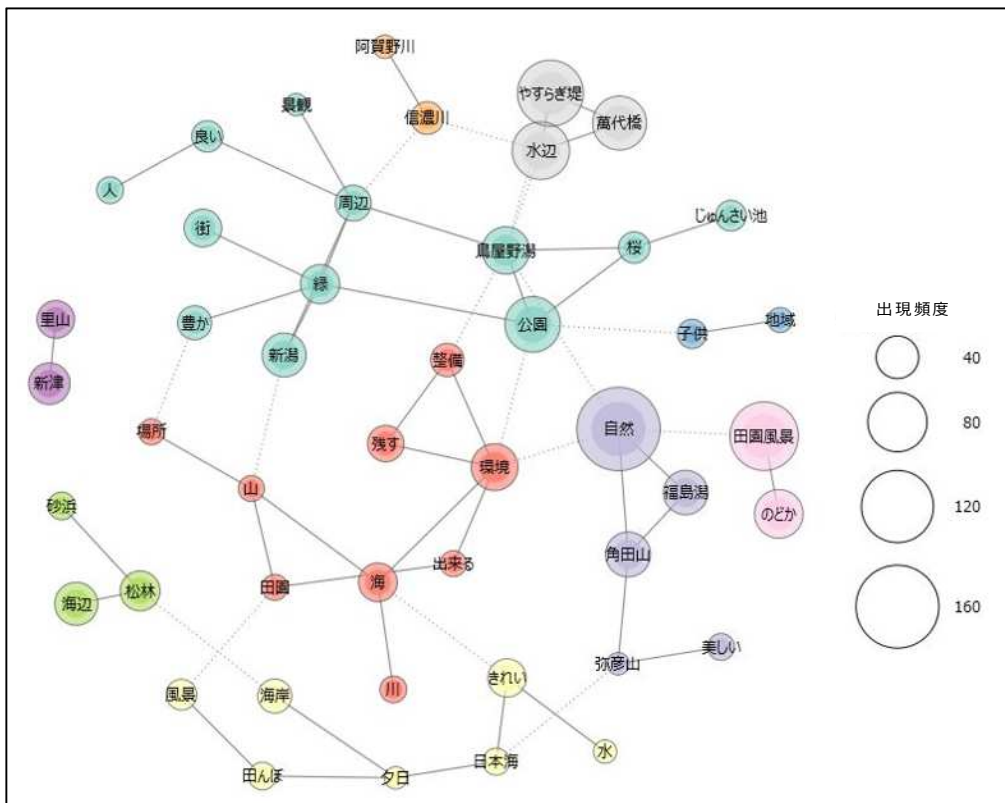 阿賀野川
景観
信濃川
やすらぎ堤
萬代橋
水辺
良い
人
周辺
街
鳥屋野潟
桜
じゅんさい池
緑
豊か
公園
子供
地域
新潟
里山
新津
整備
残す
環境
自然
田園風景
福島潟
のどか
場所
山
角田山
出来る
海
田園
砂浜
松林
海辺
川
弥彦山
美しい
きれい
風景
海岸
水
日本海
夕日
田んぼ
出現頻度
40
80
120
160